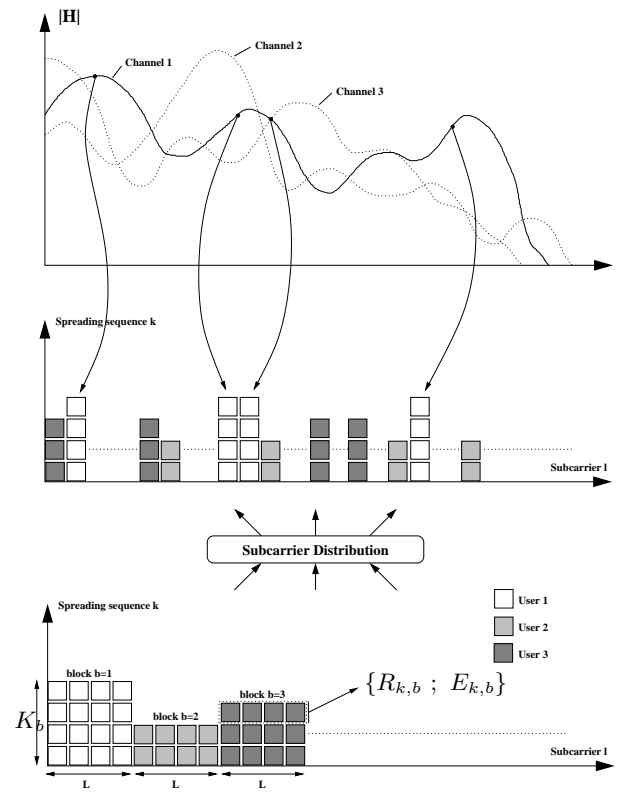 |H|
Channel 1
Channel 2
Channel 3
Spreading sequence k
Subcarrier l
Subcarrier Distribution
Spreading sequence k
User 1
User 2
User 3
block b=1
block b=2
block b=3
{R_{k,b} ; E_{k,b}}
K_b
Subcarrier l
L
L
L